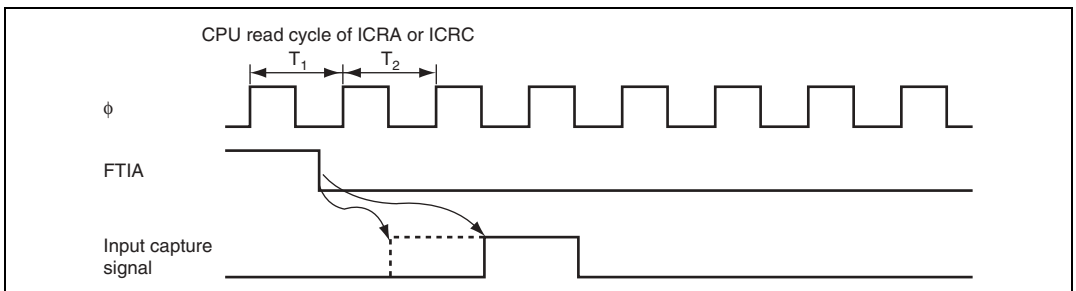 CPU read cycle of ICRA or ICRC
T1 T2
ϕ
FTIA
Input capture
signal